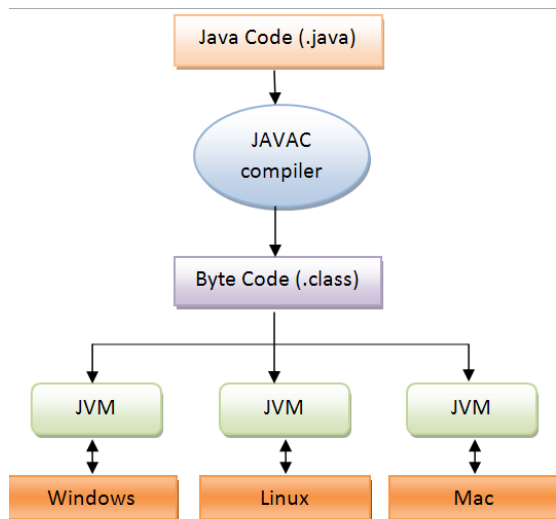 Java Code (.java)
JAVAC
compiler
Byte Code (.class)
JVM JVM JVM
Windows Linux Mac